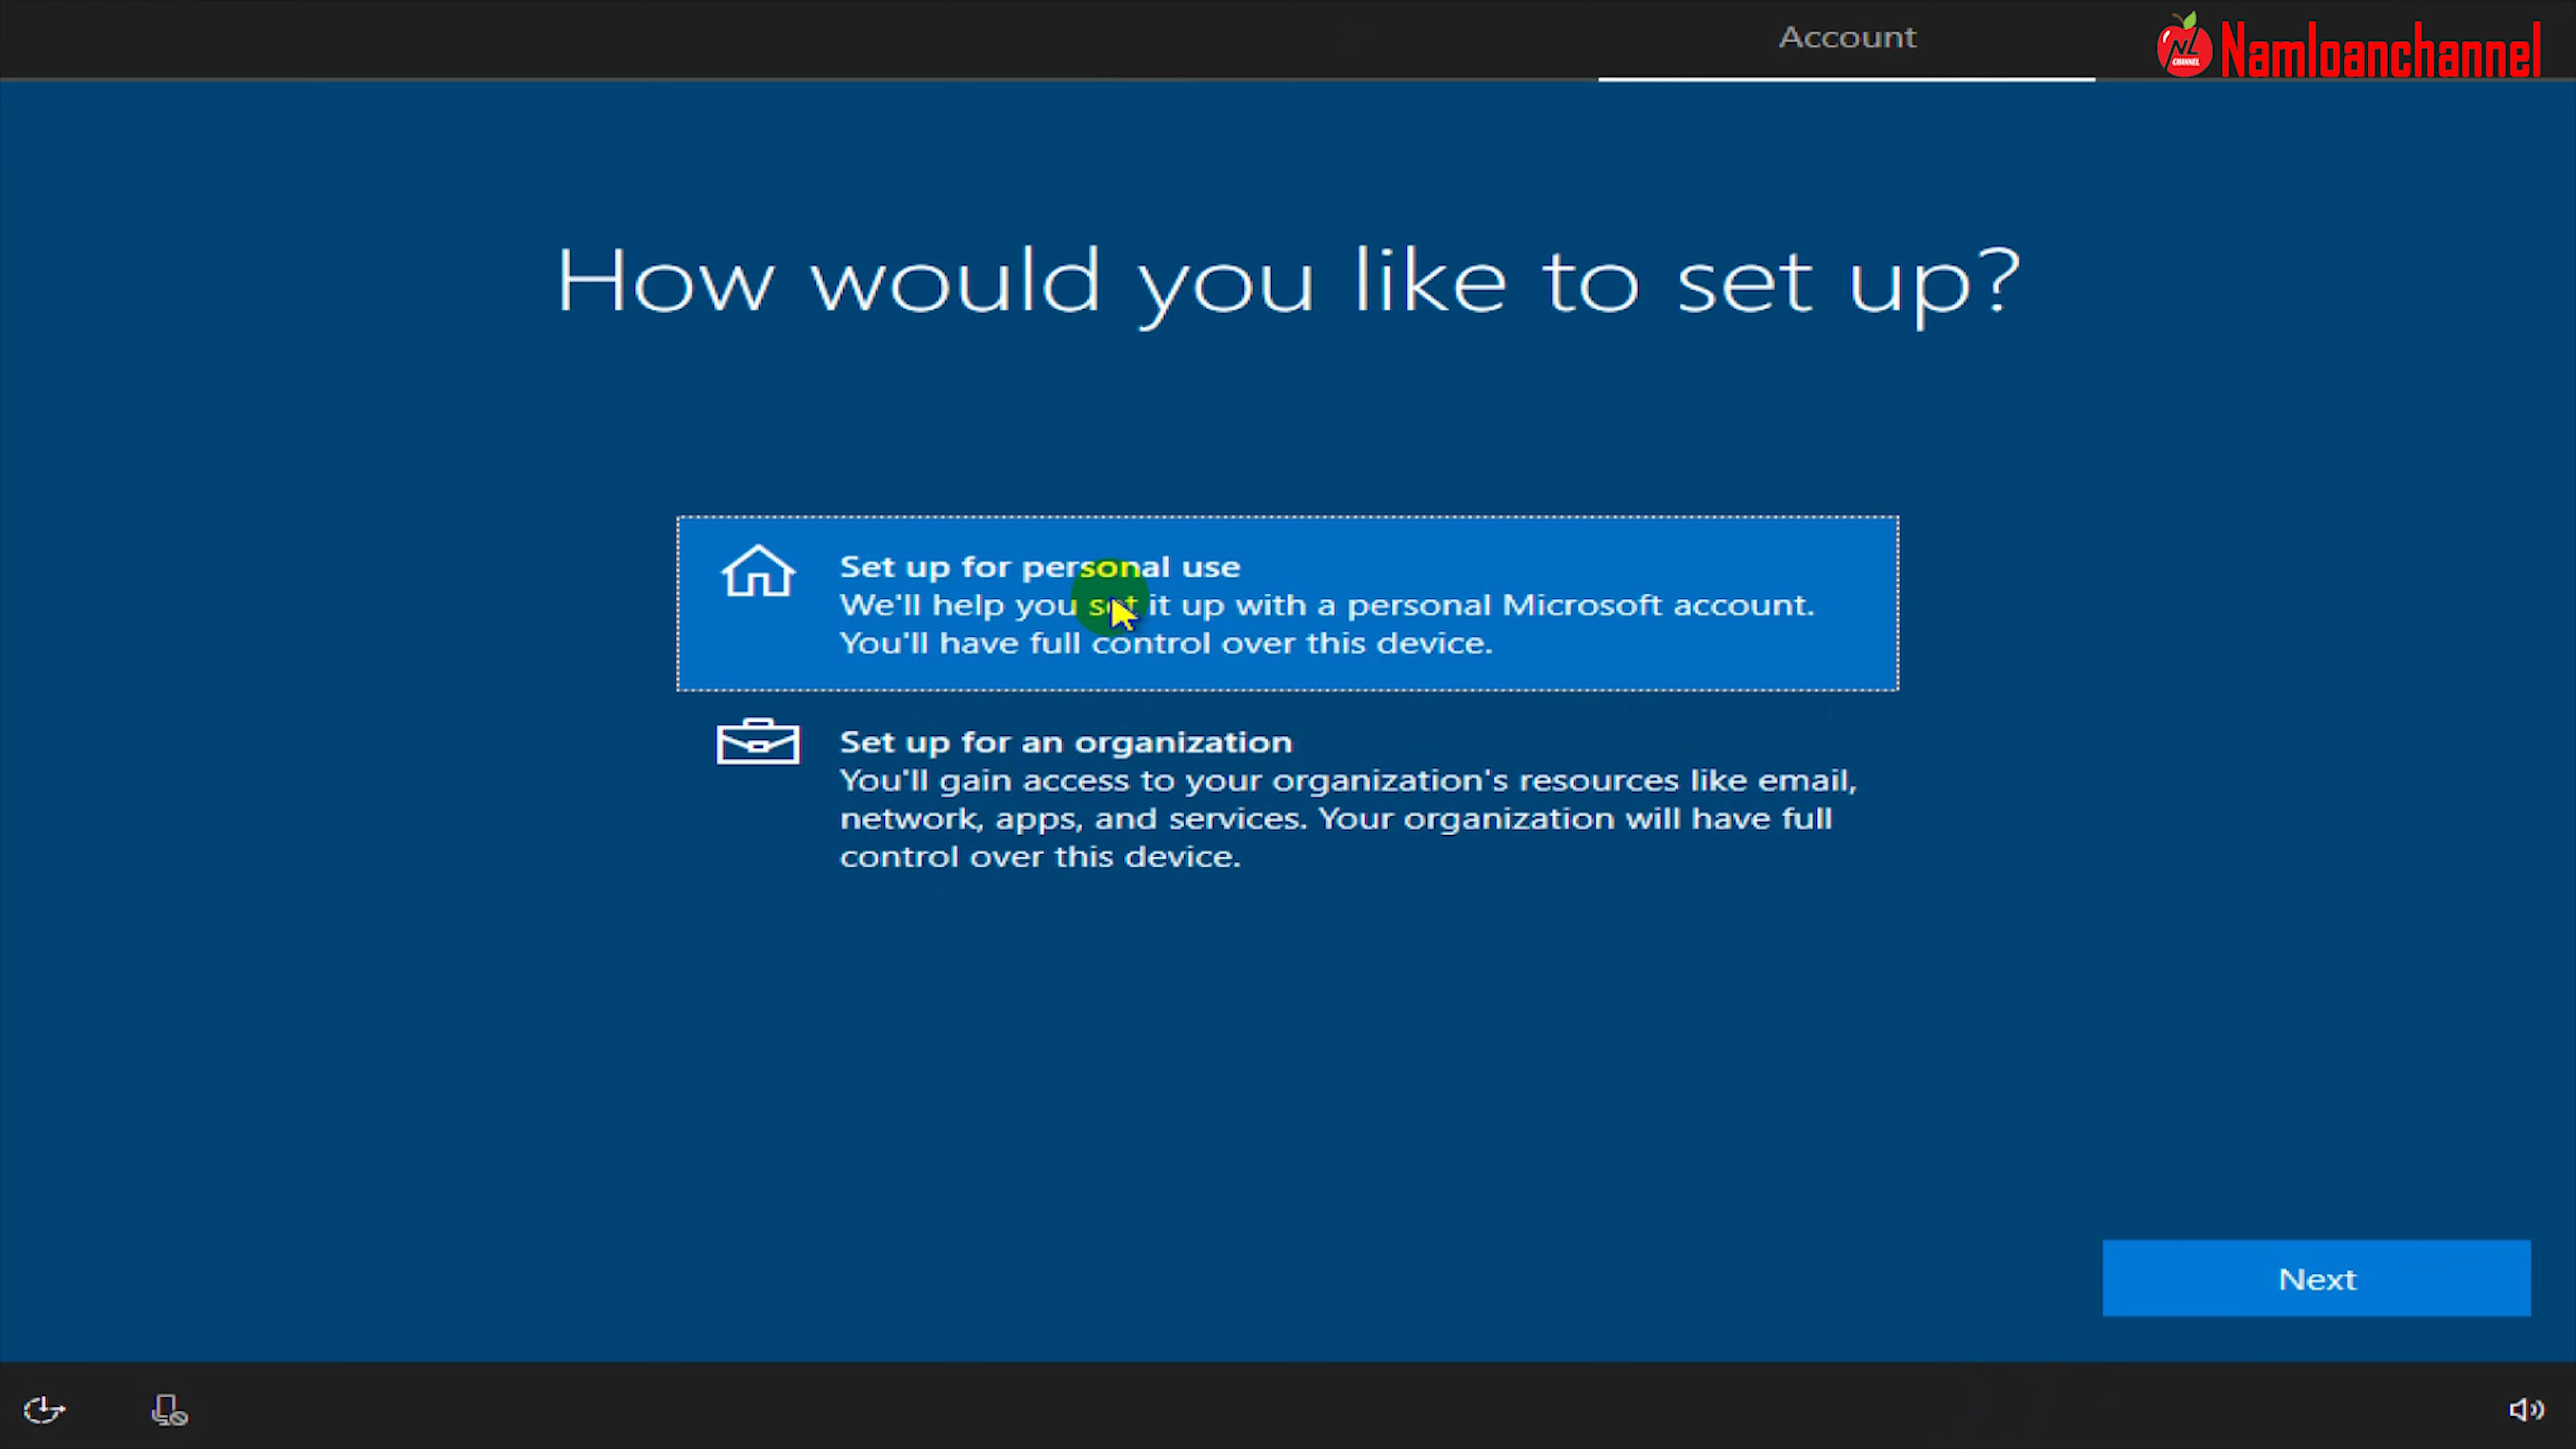 Account
NL
CHANNEL
Namloanchannel
How would you like to set up?
Set up for personal use
We'll help you set it up with a personal Microsoft account.
You'll have full control over this device.
Set up for an organization
You'll gain access to your organization's resources like email,
network, apps, and services. Your organization will have full
control over this device.
Next